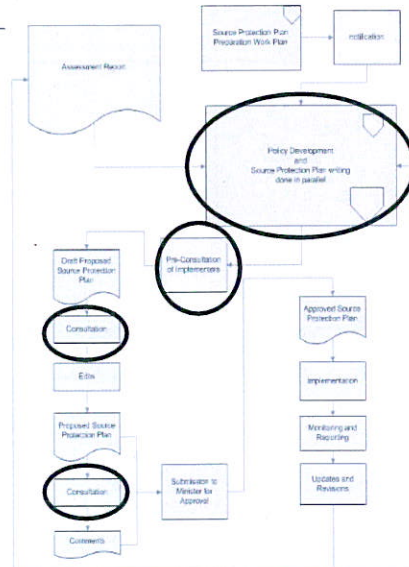 Source Protection Plan
Preparation Work Plan
notification
Assessment Report
Policy Development
and
Source Protection Plan writing
done in parallel
Pre-Consultation
of Implementers
Draft Proposed
Source Protection
Plan
Approved Source
Protection Plan
Consultation
Edits
Implementation
Proposed Source
Protection Plan
Monitoring and
Reporting
Consultation
Submission to
Minister for
Approval
Updates and
Revisions
Comments